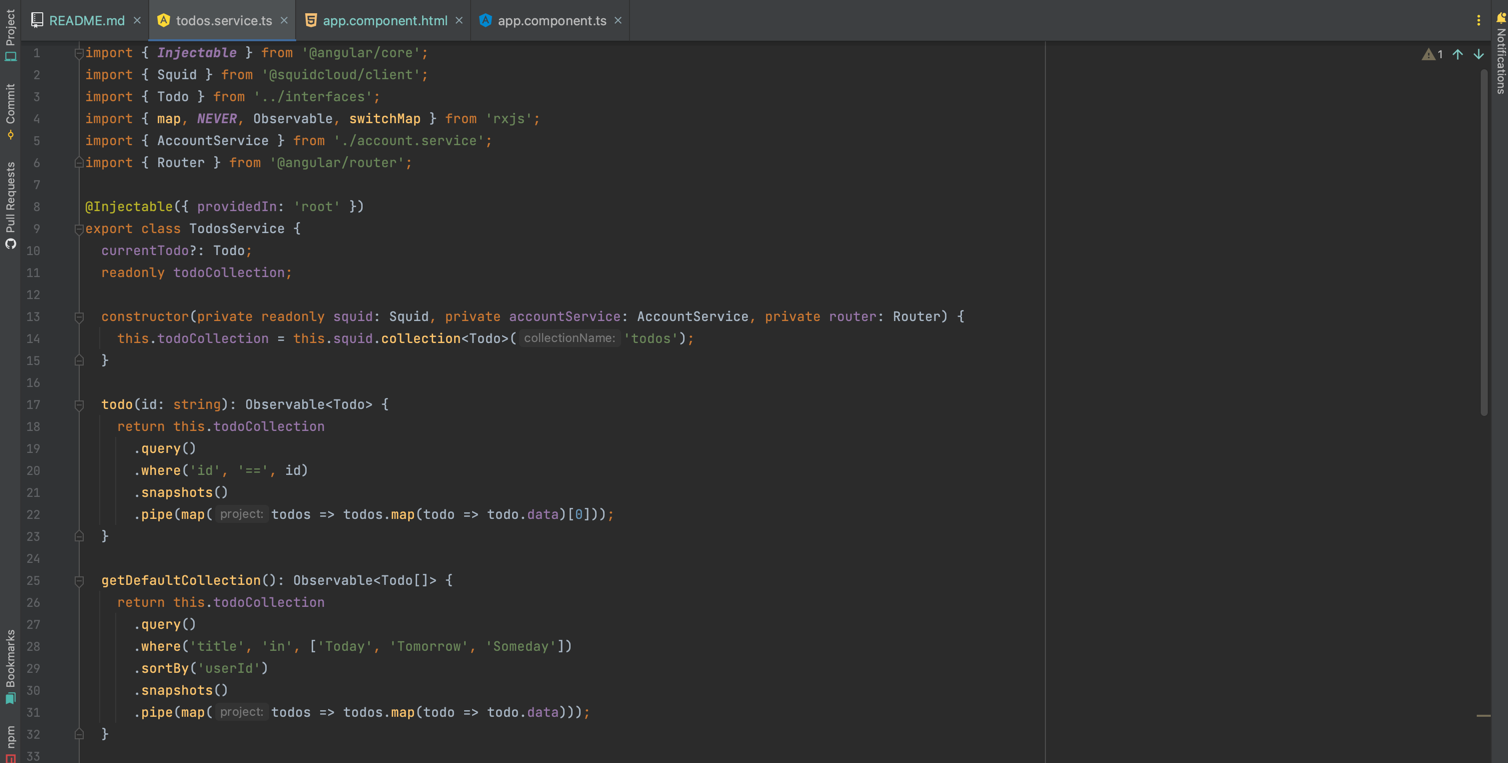 README.md × todos.service.ts × app.component.html × app.component.ts ×
Project
Commit
Pull Requests
Bookmarks
npm
Notifications
1
1 import { Injectable } from '@angular/core';
2 import { Squid } from '@squidcloud/client';
3 import { Todo } from '../interfaces';
4 import { map, NEVER, Observable, switchMap } from 'rxjs';
5 import { AccountService } from './account.service';
6 import { Router } from '@angular/router';
7
8 @Injectable({ providedIn: 'root' })
9 export class TodosService {
10 currentTodo?: Todo;
11 readonly todoCollection;
12
13 constructor(private readonly squid: Squid, private accountService: AccountService, private router: Router) {
14 this.todoCollection = this.squid.collection<Todo>( collectionName: 'todos');
15 }
16
17 todo(id: string): Observable<Todo> {
18 return this.todoCollection
19 .query()
20 .where('id', '==', id)
21 .snapshots()
22 .pipe(map( project: todos => todos.map(todo => todo.data)[0]));
23 }
24
25 getDefaultCollection(): Observable<Todo[]> {
26 return this.todoCollection
27 .query()
28 .where('title', 'in', ['Today', 'Tomorrow', 'Someday'])
29 .sortBy('userId')
30 .snapshots()
31 .pipe(map( project: todos => todos.map(todo => todo.data)));
32 }
33